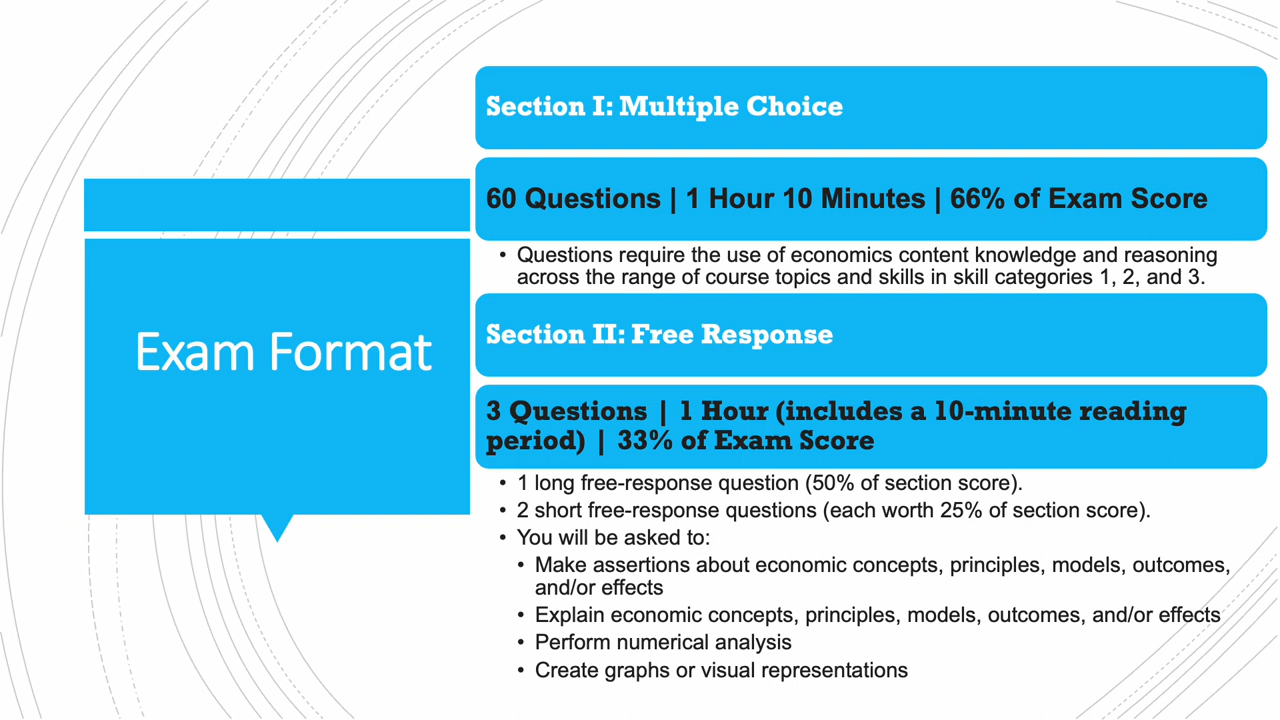 Exam Format
Section I: Multiple Choice
60 Questions | 1 Hour 10 Minutes | 66% of Exam Score
• Questions require the use of economics content knowledge and reasoning
across the range of course topics and skills in skill categories 1, 2, and 3.
Section II: Free Response
3 Questions | 1 Hour (includes a 10-minute reading
period) | 33% of Exam Score
• 1 long free-response question (50% of section score).
• 2 short free-response questions (each worth 25% of section score).
• You will be asked to:
• Make assertions about economic concepts, principles, models, outcomes,
and/or effects
• Explain economic concepts, principles, models, outcomes, and/or effects
• Perform numerical analysis
• Create graphs or visual representations